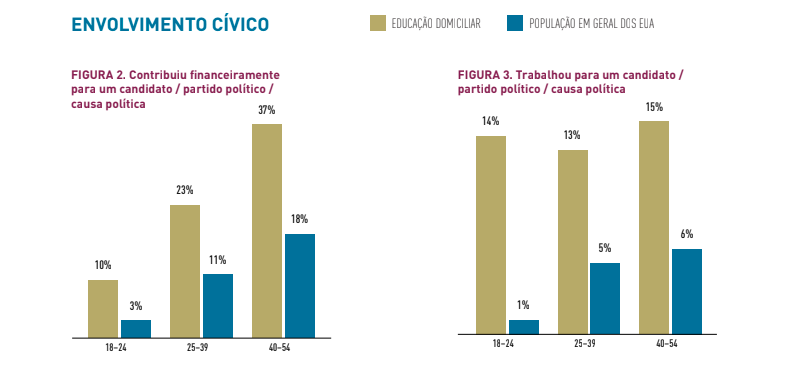 ENVOLVIMENTO CÍVICO
EDUCAÇÃO DOMICILIAR
POPULAÇÃO EM GERAL DOS EUA
FIGURA 2. Contribuiu financeiramente
para um candidato / partido político /
causa política
37%
23%
18%
10%
11%
3%
18–24
25–39
40–54
FIGURA 3. Trabalhou para um candidato /
partido político / causa política
14%
13%
15%
1%
5%
6%
18–24
25–39
40–54